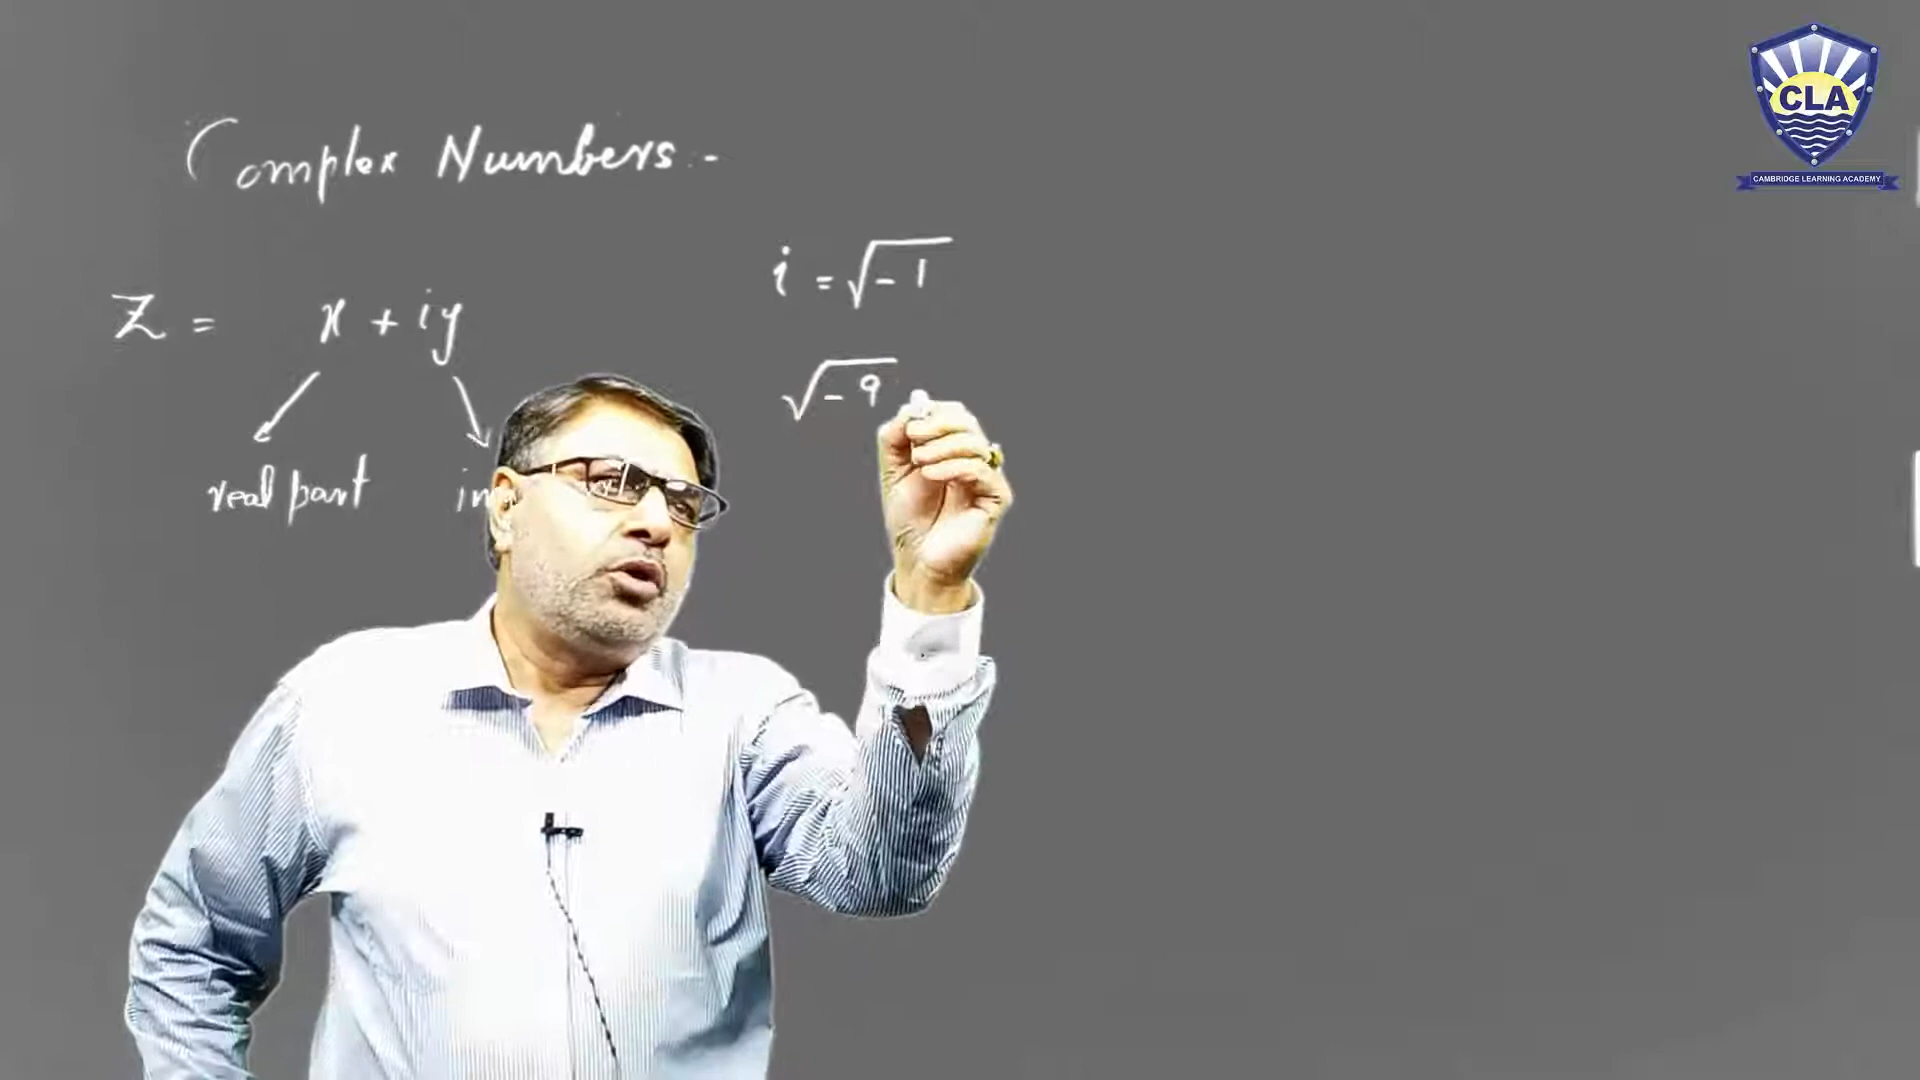 Complex Numbers.-
i = √-1
Z = x + iy
√-9
real part
CLA
CAMBRIDGE LEARNING ACADEMY